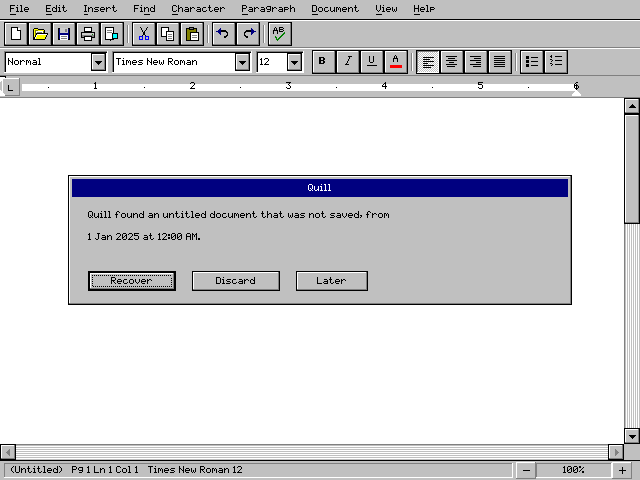 File Edit Insert Find Character Paragraph Document View Help
AB
Normal Times New Roman 12 B I U A
L 1 2 3 4 5 6
Quill
Quill found an untitled document that was not saved, from
1 Jan 2025 at 12:00 AM.
Recover Discard Later
(Untitled) Pg 1 Ln 1 Col 1 Times New Roman 12 100%